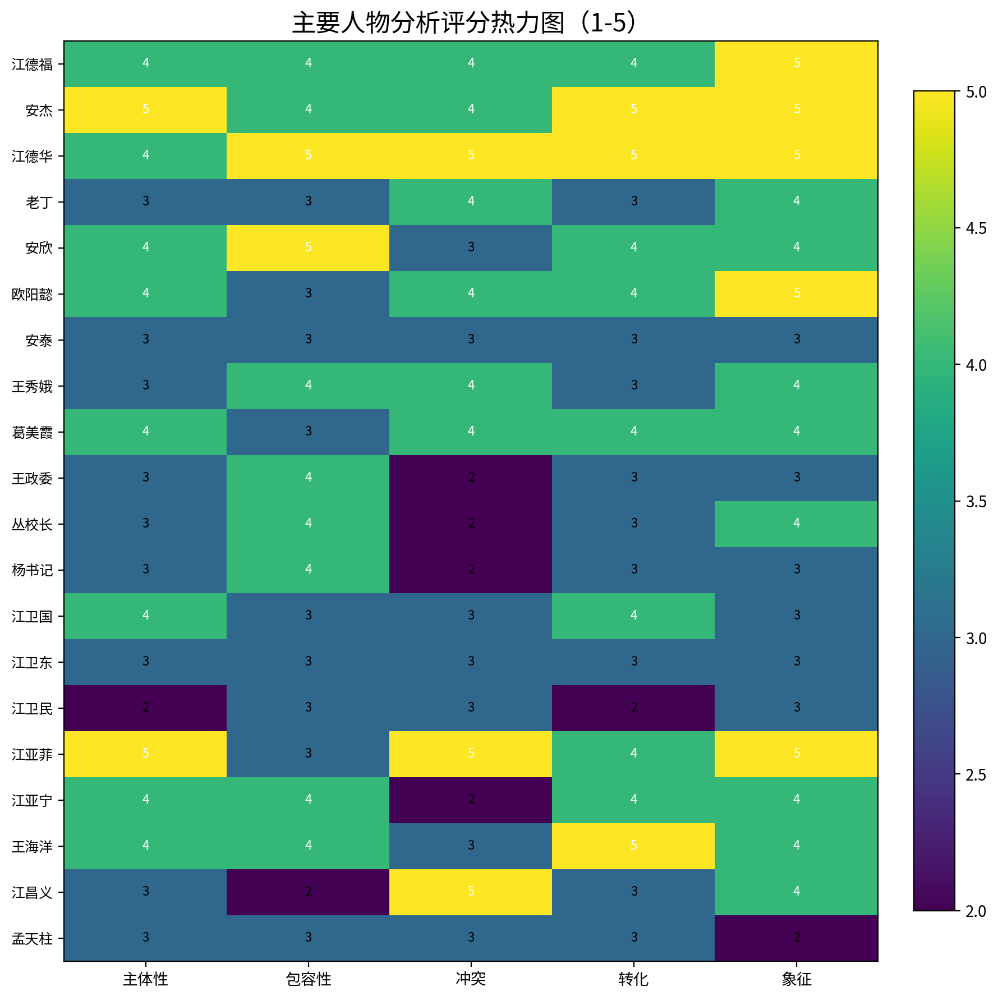 主要人物分析评分热力图（1-5）
江德福 4 4 4 4 5
安杰 5 4 4 5 5
江德华 4 5 5 5 5
老丁 3 3 4 3 4
安欣 4 5 3 4 4
欧阳懿 4 3 4 4 5
安泰 3 3 3 3 3
王秀娥 3 4 4 3 4
葛美霞 4 3 4 4 4
王政委 3 4 2 3 3
丛校长 3 4 2 3 4
杨书记 3 4 2 3 3
江卫国 4 3 3 4 3
江卫东 3 3 3 3 3
江卫民 2 3 3 2 3
江亚菲 5 3 5 4 5
江亚宁 4 4 2 4 4
王海洋 4 4 3 5 4
江昌义 3 2 5 3 4
孟天柱 3 3 3 3 2
主体性 包容性 冲突 转化 象征
5.0
4.5
4.0
3.5
3.0
2.5
2.0